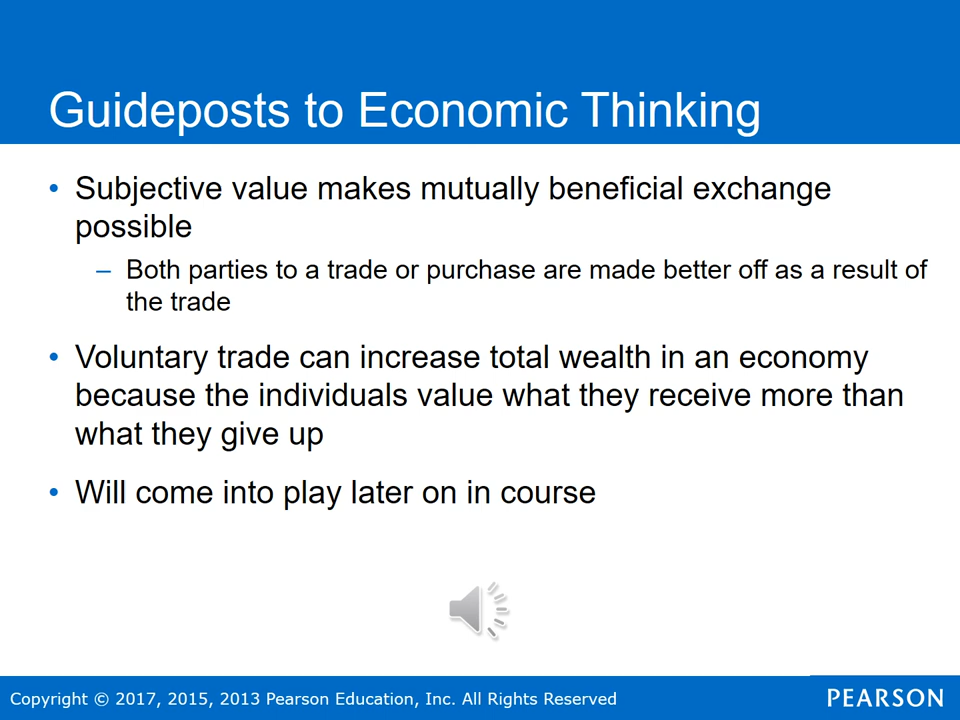 Guideposts to Economic Thinking
• Subjective value makes mutually beneficial exchange
possible
– Both parties to a trade or purchase are made better off as a result of
the trade
• Voluntary trade can increase total wealth in an economy
because the individuals value what they receive more than
what they give up
• Will come into play later on in course
Copyright © 2017, 2015, 2013 Pearson Education, Inc. All Rights Reserved
PEARSON